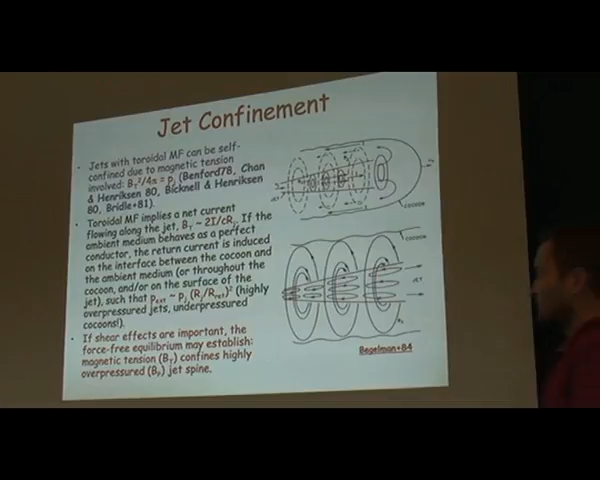 Jet Confinement
• Jets with toroidal MF can be self-
confined due to magnetic tension
involved: B_T²/4π = p_j (Benford78, Chan
& Henriksen 80, Bicknell & Henriksen
80, Bridle+81).
• Toroidal MF implies a net current
flowing along the jet, B_T ~ 2I/cR_j. If the
ambient medium behaves as a perfect
conductor, the return current is induced
on the interface between the cocoon and
the ambient medium (or throughout the
cocoon, and/or on the surface of the
jet), such that p_ext ~ p_j (R_j/R_ret)² (highly
overpressured jets, underpressured
cocoons!).
• If shear effects are important, the
force-free equilibrium may establish:
magnetic tension (B_T) confines highly
overpressured (B_P) jet spine.
JET
COCOON
COCOON
JET
Begelman+84